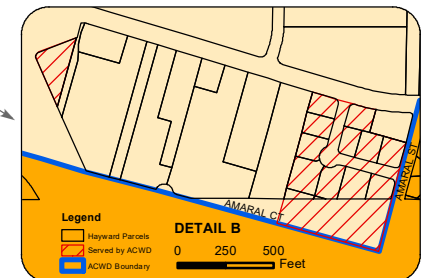 AMARAL ST
AMARAL CT
Legend
Hayward Parcels
Served by ACWD
ACWD Boundary
DETAIL B
0 250 500
Feet